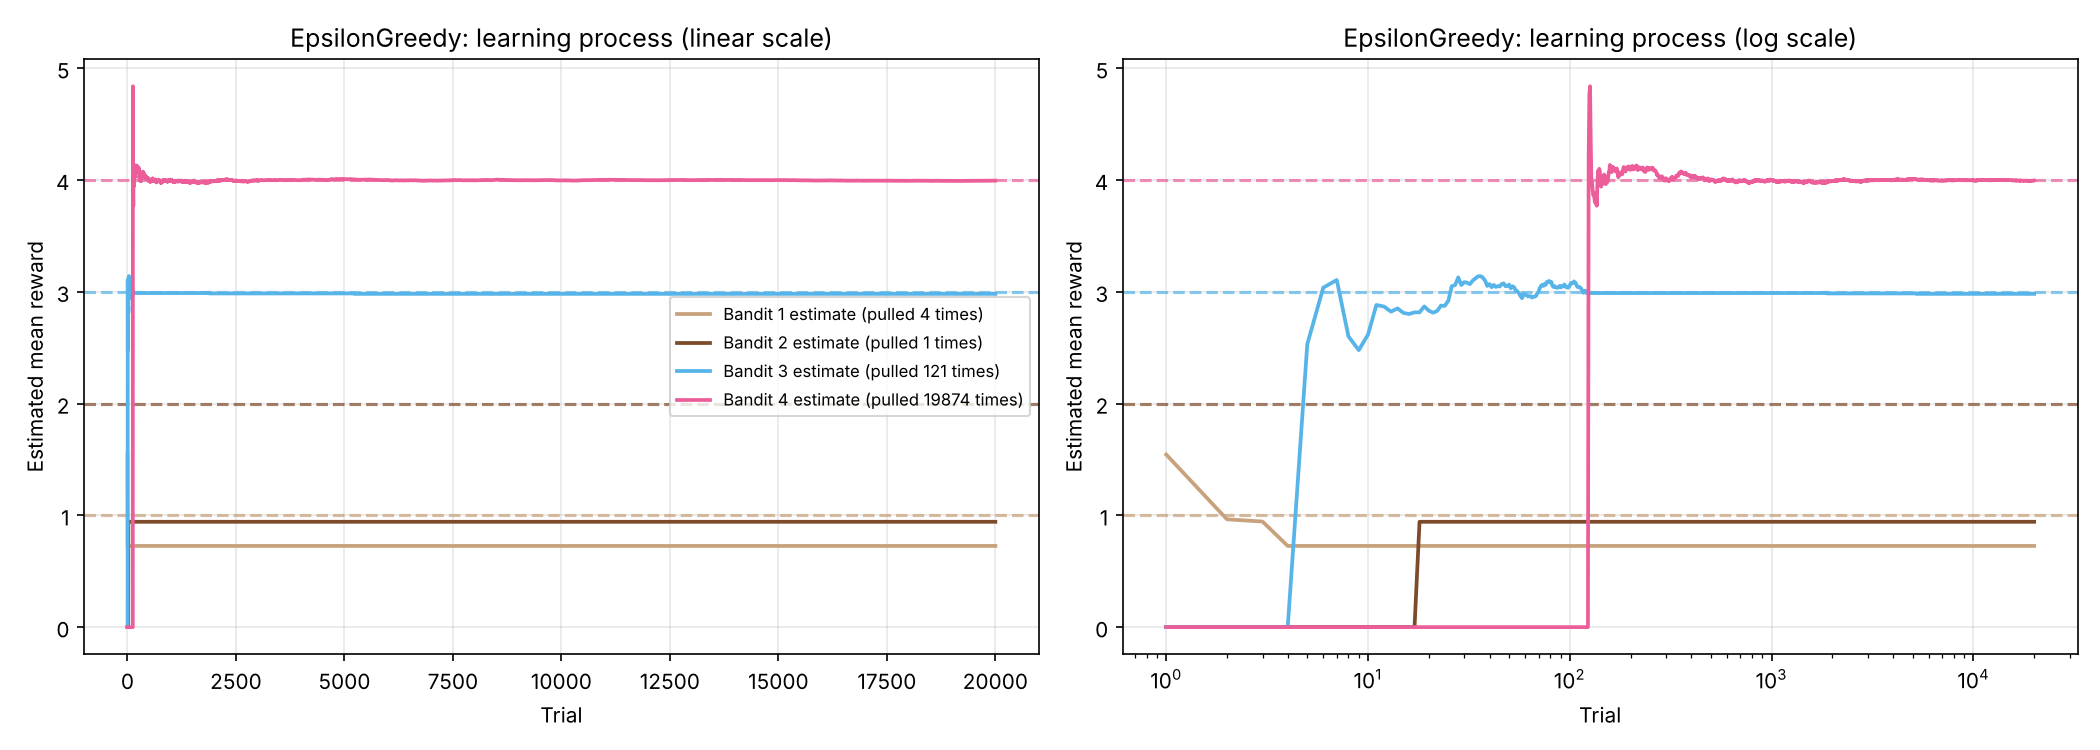 EpsilonGreedy: learning process (linear scale)
Estimated mean reward
5
4
3
2
1
0
Bandit 1 estimate (pulled 4 times)
Bandit 2 estimate (pulled 1 times)
Bandit 3 estimate (pulled 121 times)
Bandit 4 estimate (pulled 19874 times)
0 2500 5000 7500 10000 12500 15000 17500 20000
Trial
EpsilonGreedy: learning process (log scale)
Estimated mean reward
5
4
3
2
1
0
10⁰ 10¹ 10² 10³ 10⁴
Trial